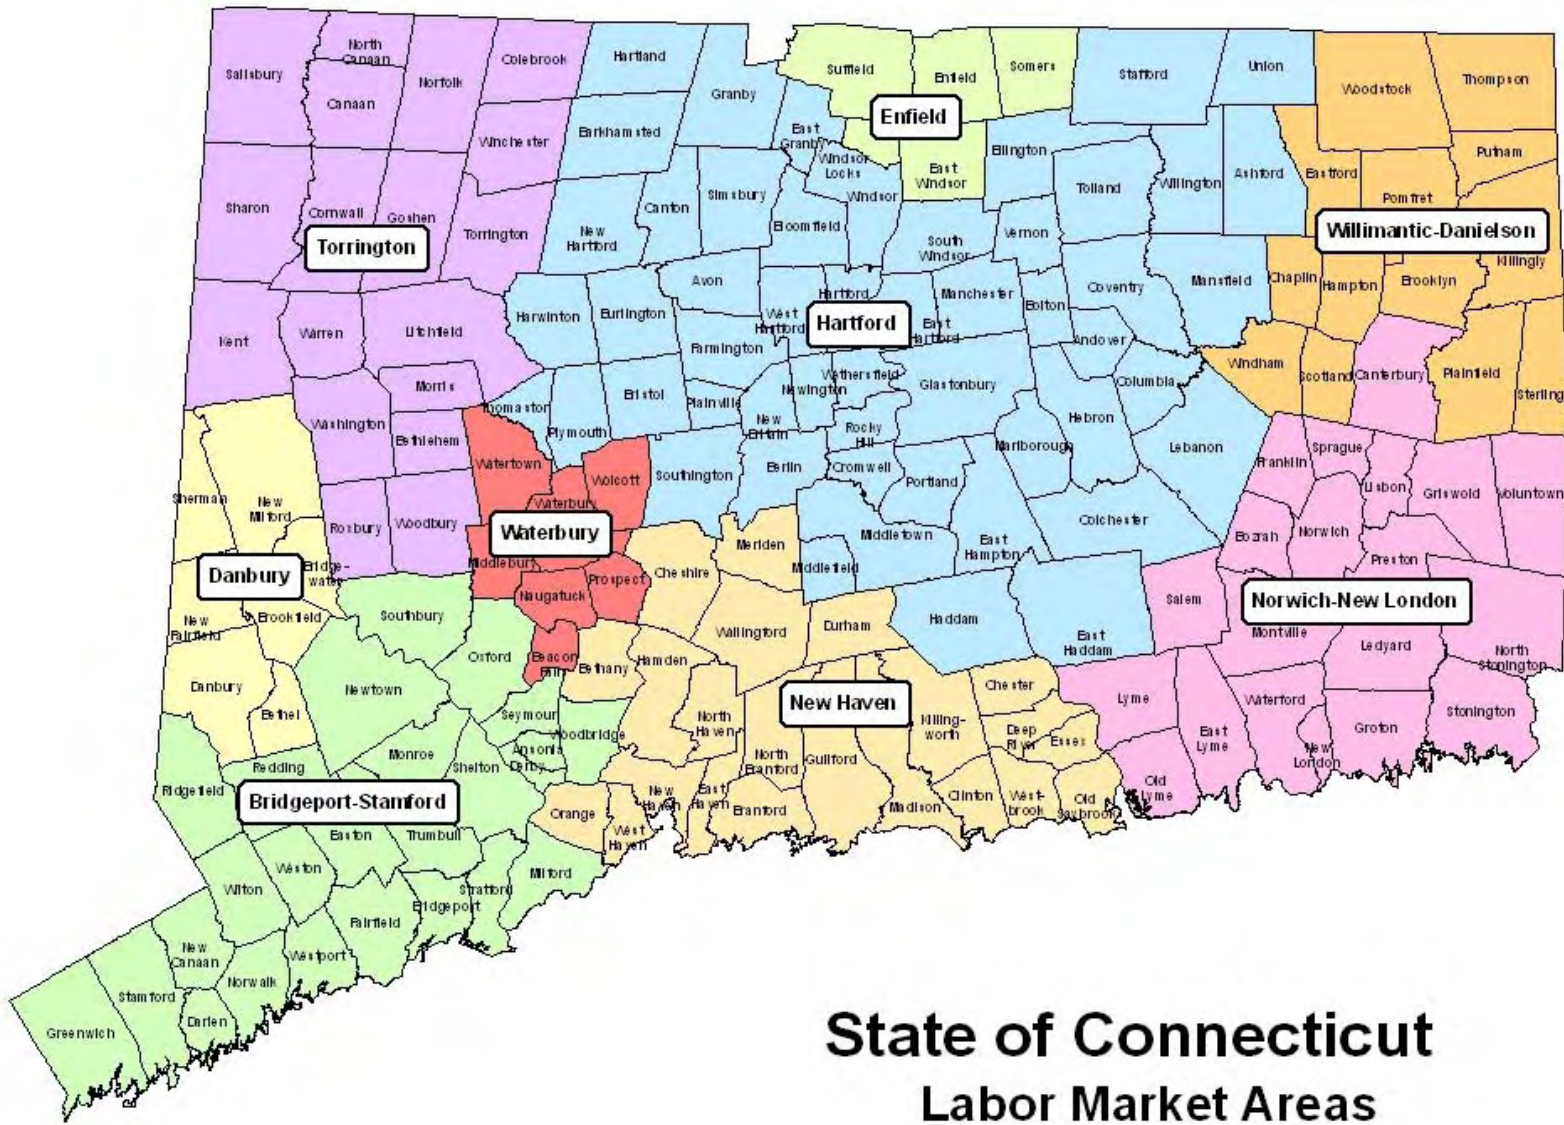 Salisbury
North
Canaan
Canaan
Norfolk
Colebrook
Hartland
Granby
Suffield
Enfield
Somers
Stafford
Union
Woodstock
Thompson
Winchester
Barkhamsted
East
Granby
Windsor
Locks
Enfield
East
Windsor
Ellington
Tolland
Willington
Ashford
Eastford
Putnam
Pomfret
Sharon
Cornwall
Goshen
Torrington
Torrington
New
Hartford
Canton
Simsbury
Bloomfield
Windsor
South
Windsor
Vernon
Willimantic-Danielson
Killingly
Kent
Warren
Litchfield
Harwinton
Burlington
Avon
Hartford
West
Hartford
Hartford
East
Hartford
Manchester
Bolton
Coventry
Mansfield
Chaplin
Hampton
Brooklyn
Morris
Farmington
Andover
Columbia
Windham
Scotland
Canterbury
Plainfield
Sterling
Washington
Bethlehem
Thomaston
Plymouth
Bristol
Plainville
New
Britain
Newington
Wethersfield
Rocky
Hill
Glastonbury
Hebron
Marlborough
Lebanon
Sherman
New
Milford
Roxbury
Woodbury
Watertown
Waterbury
Wolcott
Waterbury
Southington
Berlin
Cromwell
Portland
Colchester
Franklin
Sprague
Lisbon
Griswold
Voluntown
Bozrah
Norwich
Preston
Danbury
Bridge-
water
Middlebury
Naugatuck
Prospect
Cheshire
Meriden
Middlefield
Middletown
East
Hampton
Salem
Norwich-New London
Montville
Ledyard
North
Stonington
New
Fairfield
Brookfield
Southbury
Oxford
Beacon
Falls
Bethany
Hamden
Wallingford
Durham
Haddam
East
Haddam
Danbury
Bethel
Newtown
Seymour
Woodbridge
North
Haven
New Haven
Killing-
worth
Chester
Deep
River
Essex
Lyme
East
Lyme
Waterford
New
London
Groton
Stonington
Ridgefield
Redding
Monroe
Shelton
Ansonia
Derby
Bridgeport-Stamford
Orange
West
Haven
New
Haven
East
Haven
North
Branford
Branford
Guilford
Madison
Clinton
West-
brook
Old
Saybrook
Old
Lyme
Wilton
Weston
Easton
Trumbull
Stratford
Milford
Bridgeport
Fairfield
Westport
New
Canaan
Norwalk
Darien
Stamford
Greenwich
State of Connecticut
Labor Market Areas